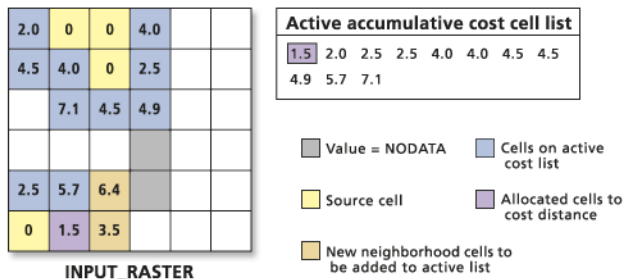 2.0 0 0 4.0
4.5 4.0 0 2.5
7.1 4.5 4.9
2.5 5.7 6.4
0 1.5 3.5
INPUT_RASTER
Active accumulative cost cell list
1.5 2.0 2.5 2.5 4.0 4.0 4.5 4.5
4.9 5.7 7.1
Value = NODATA
Cells on active
cost list
Source cell
Allocated cells to
cost distance
New neighborhood cells to
be added to active list